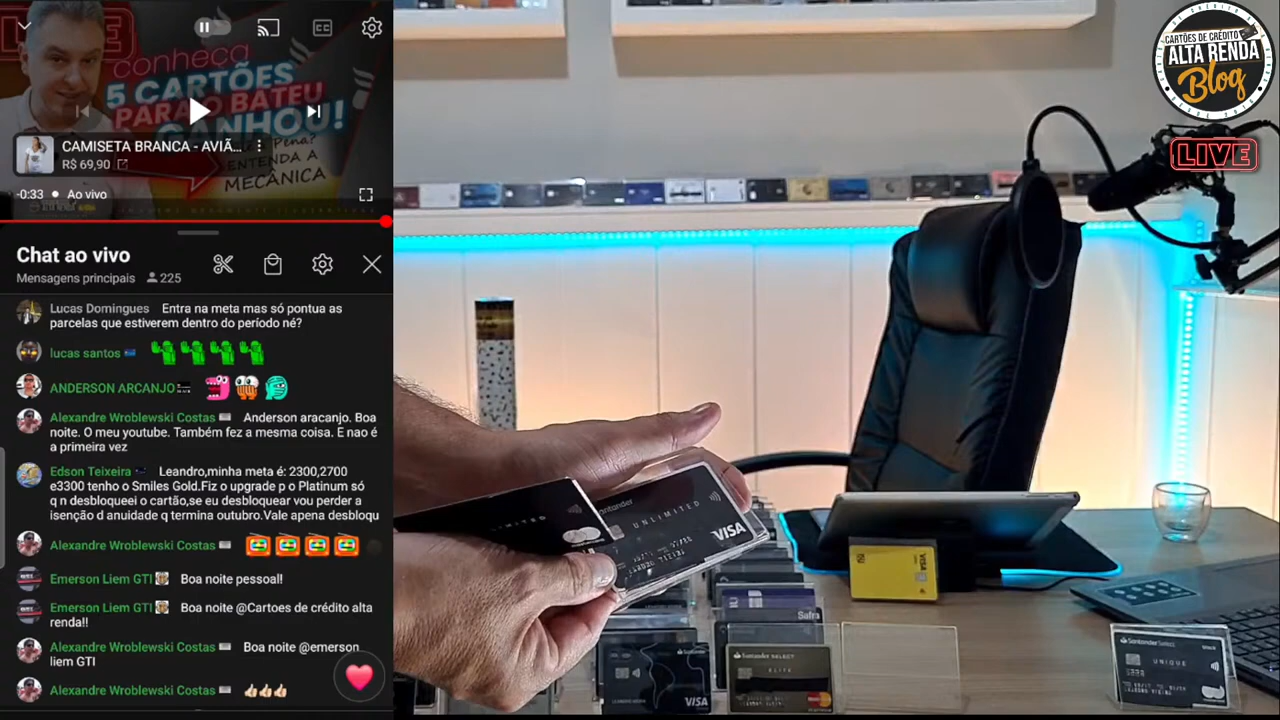 LIVE
conheça
5 CARTÕES
PARA O BATEU
GANHOU!
ENTENDA A
MECÂNICA
CC
CAMISETA BRANCA - AVIÃ...
R$ 69,90
-0:33 • Ao vivo
Chat ao vivo
Mensagens principais 225
Lucas Domingues Entra na meta mas só pontua as
parcelas que estiverem dentro do período né?
lucas santos
ANDERSON ARCANJO
Alexandre Wroblewski Costas Anderson aracanjo. Boa
noite. O meu youtube. Também fez a mesma coisa. E nao é
a primeira vez
Edson Teixeira Leandro,minha meta é: 2300,2700
e3300 tenho o Smiles Gold.Fiz o upgrade p o Platinum só
q n desbloqueei o cartão,se eu desbloquear vou perder a
isenção d anuidade q termina outubro.Vale apena desbloqu
Alexandre Wroblewski Costas
Emerson Liem GTI Boa noite pessoal!
Emerson Liem GTI Boa noite @Cartoes de crédito alta
renda!!
Alexandre Wroblewski Costas Boa noite @emerson
liem GTI
Alexandre Wroblewski Costas
CARTÕES DE CRÉDITO
ALTA RENDA
Blog
LIVE
Santander
UNLIMITED
VISA
VISA
Safra
VISA
Santander SELECT
ELITE
Santander Select
UNIQUE